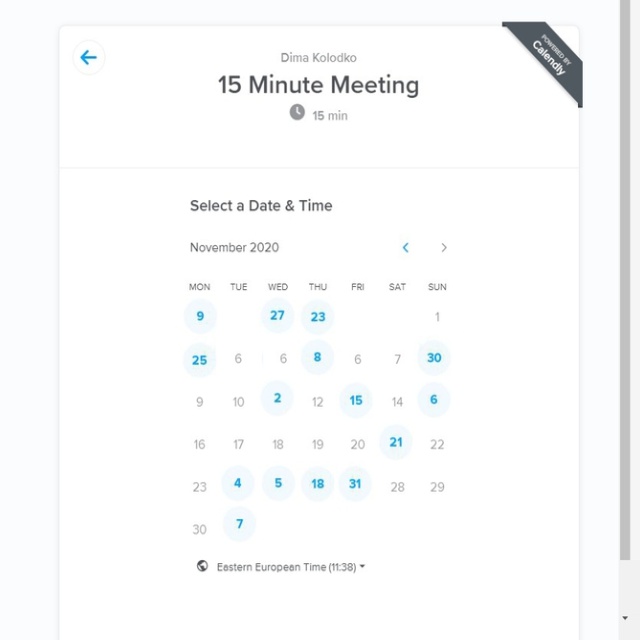 POWERED BY
Calendly
Dima Kolodko
15 Minute Meeting
15 min
Select a Date & Time
November 2020
MON TUE WED THU FRI SAT SUN
9 27 23 1
25 6 6 8 6 7 30
9 10 2 12 15 14 6
16 17 18 19 20 21 22
23 4 5 18 31 28 29
30 7
Eastern European Time (11:38)